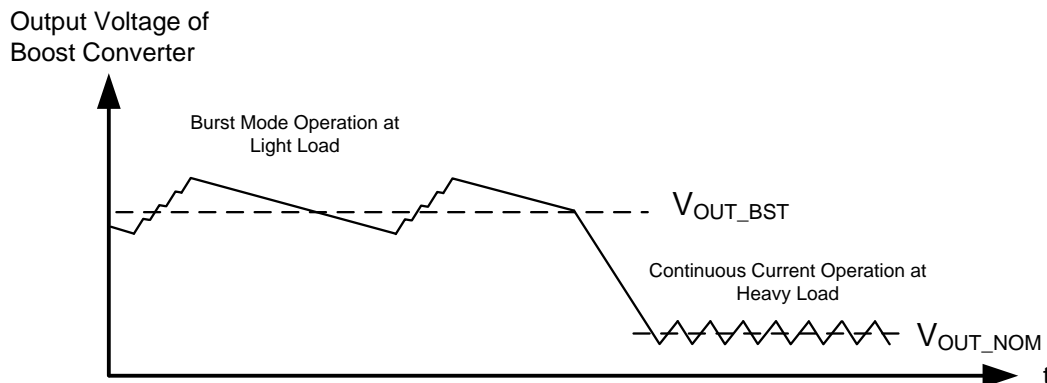 Output Voltage of
Boost Converter
Burst Mode Operation at
Light Load
VOUT_BST
Continuous Current Operation at
Heavy Load
VOUT_NOM
t